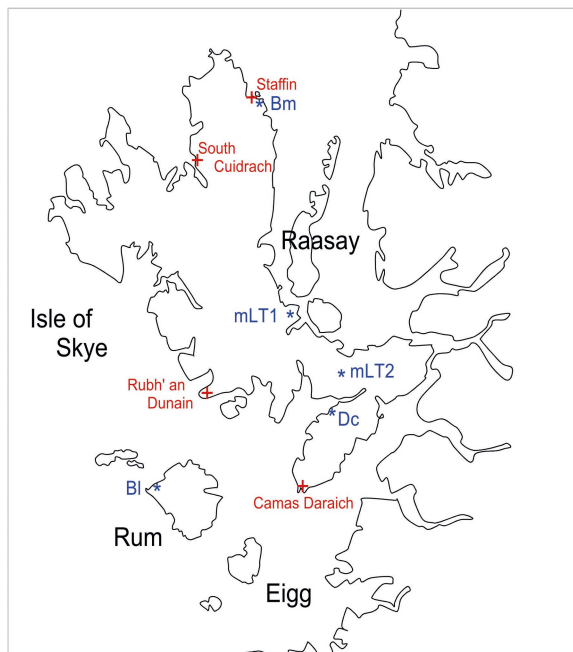 Staffin
* Bm
South
Cuidrach
Raasay
mLT1 *
Isle of
Skye
* mLT2
Rubh' an
Dunain
* Dc
Bl *
Camas Daraich
Rum
Eigg